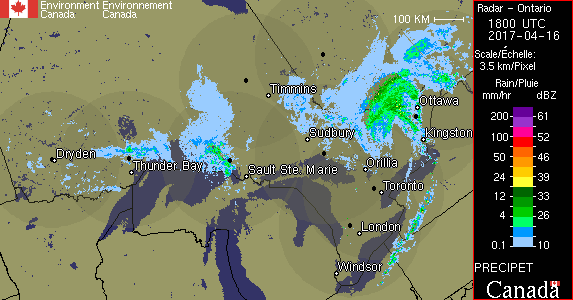 Environment Environnement
Canada Canada
100 KM
Timmins
Ottawa
Sudbury
Kingston
Dryden
Thunder Bay
Sault Ste. Marie
Orillia
Toronto
London
Windsor
Radar - Ontario
1800 UTC
2017-04-16
Scale/Échelle:
3.5 km/Pixel
Rain/Pluie
mm/hr dBZ
200 61
100 52
50 46
24 39
12 33
4 26
0.1 10
PRECIPET
Canada